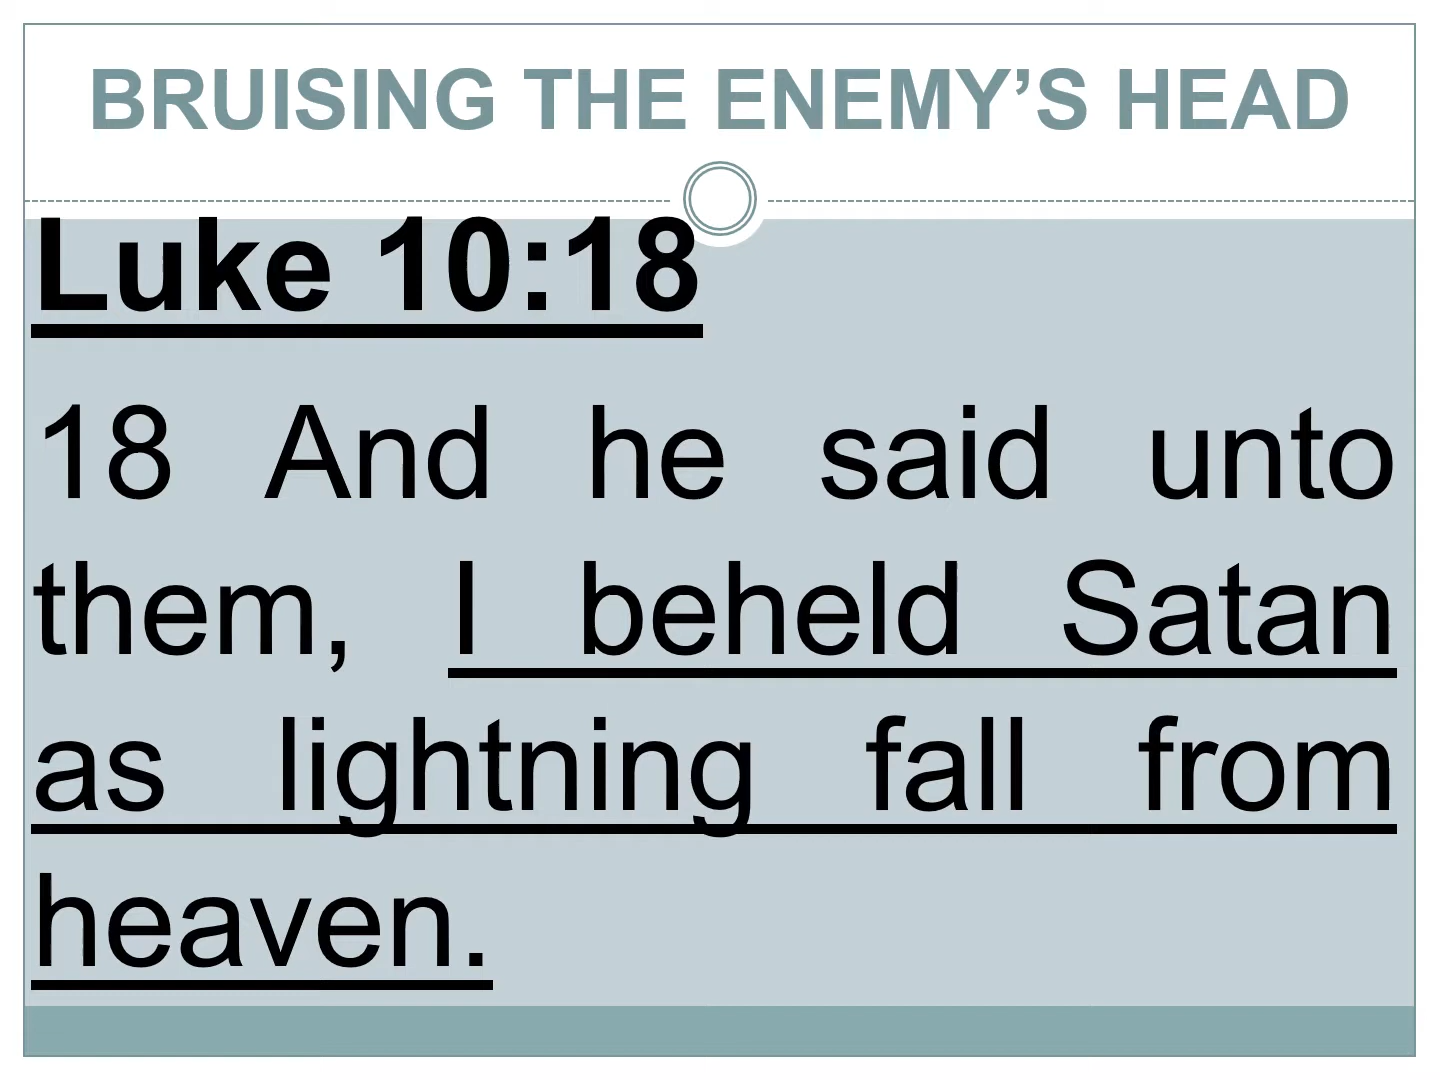 BRUISING THE ENEMY’S HEAD
Luke 10:18
18 And he said unto
them, I beheld Satan
as lightning fall from
heaven.